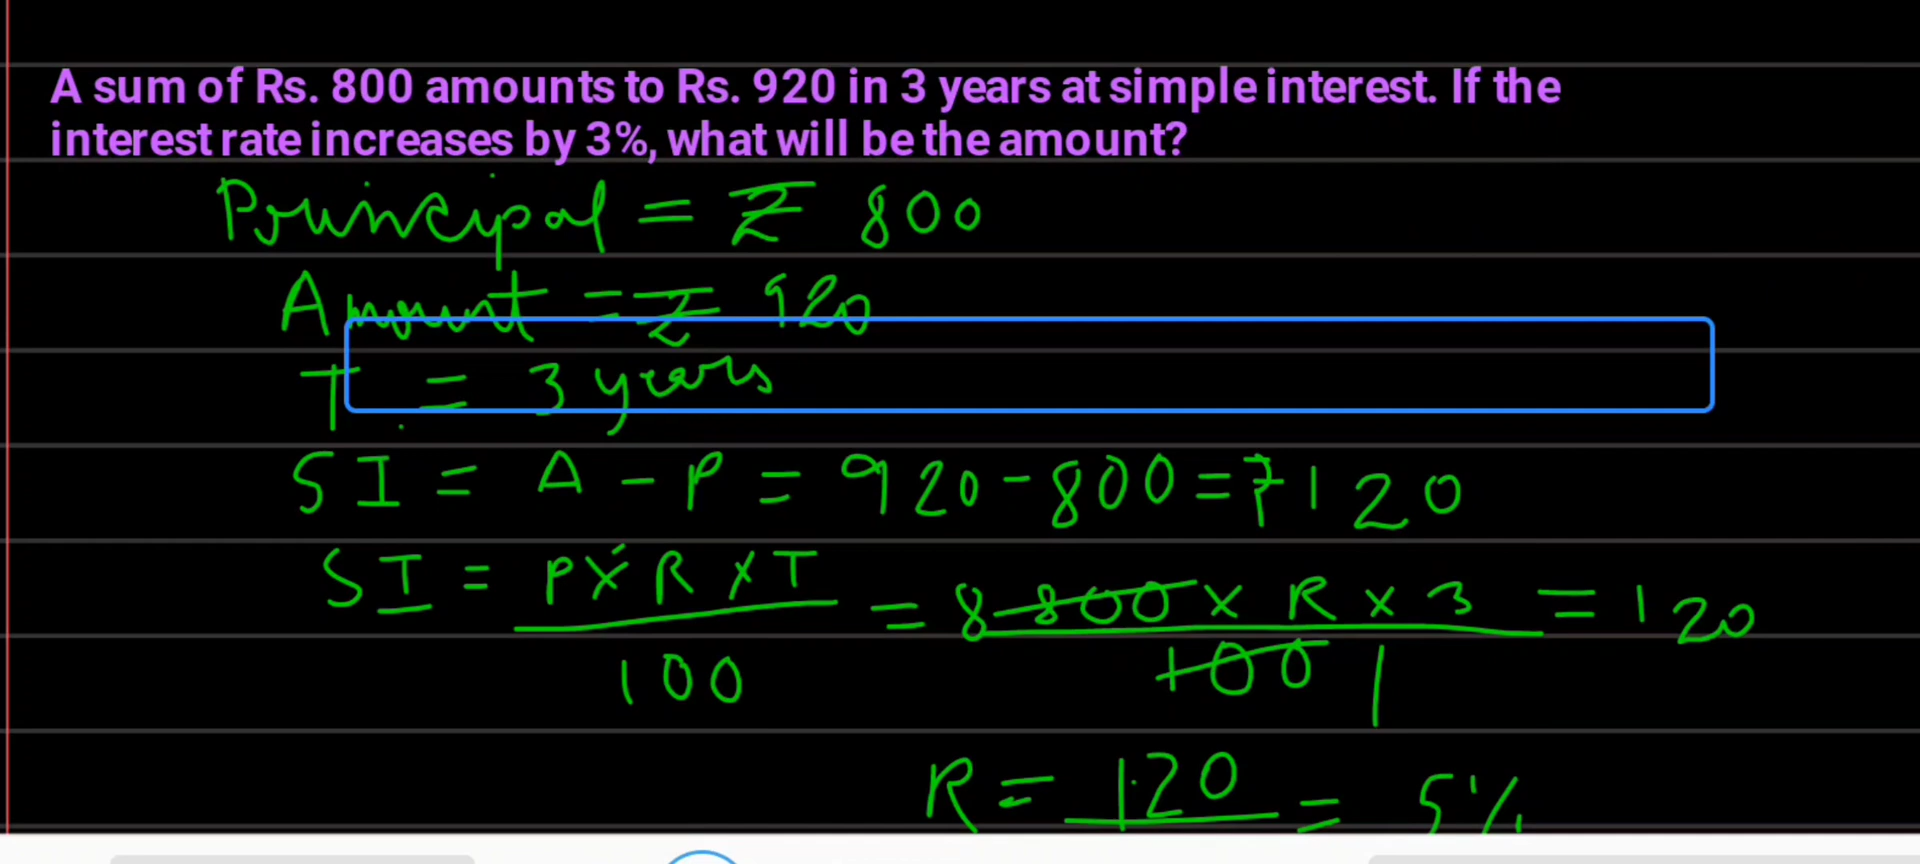 A sum of Rs. 800 amounts to Rs. 920 in 3 years at simple interest. If the
interest rate increases by 3%, what will be the amount?
Principal = ₹ 800
Amount = ₹ 920
T = 3 years
SI = A - P = 920 - 800 = ₹ 120
SI = P × R × T / 100 = 8 800 × R × 3 / 100 1 = 120
R = 120 = 5%